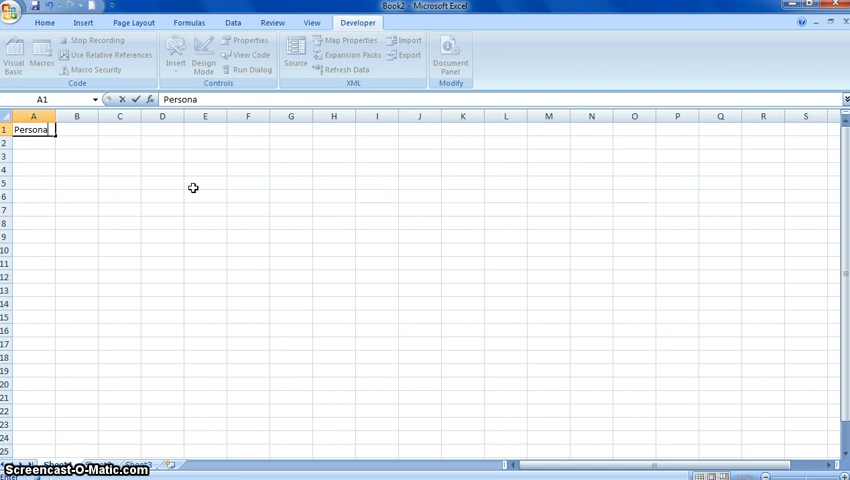 Book2 - Microsoft Excel
Home Insert Page Layout Formulas Data Review View Developer
Visual Basic
Macros
Stop Recording
Use Relative References
Macro Security
Code
Insert
Design Mode
Properties
View Code
Run Dialog
Controls
Source
Map Properties
Expansion Packs
Refresh Data
Import
Export
XML
Document Panel
Modify
A1 fx Persona
A B C D E F G H I J K L M N O P Q R S
1 Persona
2
3
4
5
6
7
8
9
10
11
12
13
14
15
16
17
18
19
20
21
22
23
24
25
Sheet3
Screencast-O-Matic.com
Enter
100%